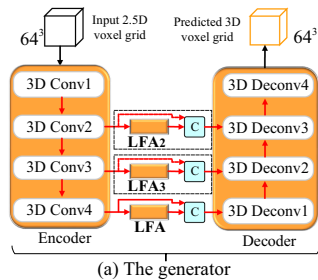 64³
Input 2.5D
voxel grid
Predicted 3D
voxel grid
64³
3D Conv1
3D Conv2
3D Conv3
3D Conv4
Encoder
C
LFA2
C
LFA3
C
LFA
3D Deconv4
3D Deconv3
3D Deconv2
3D Deconv1
Decoder
(a) The generator